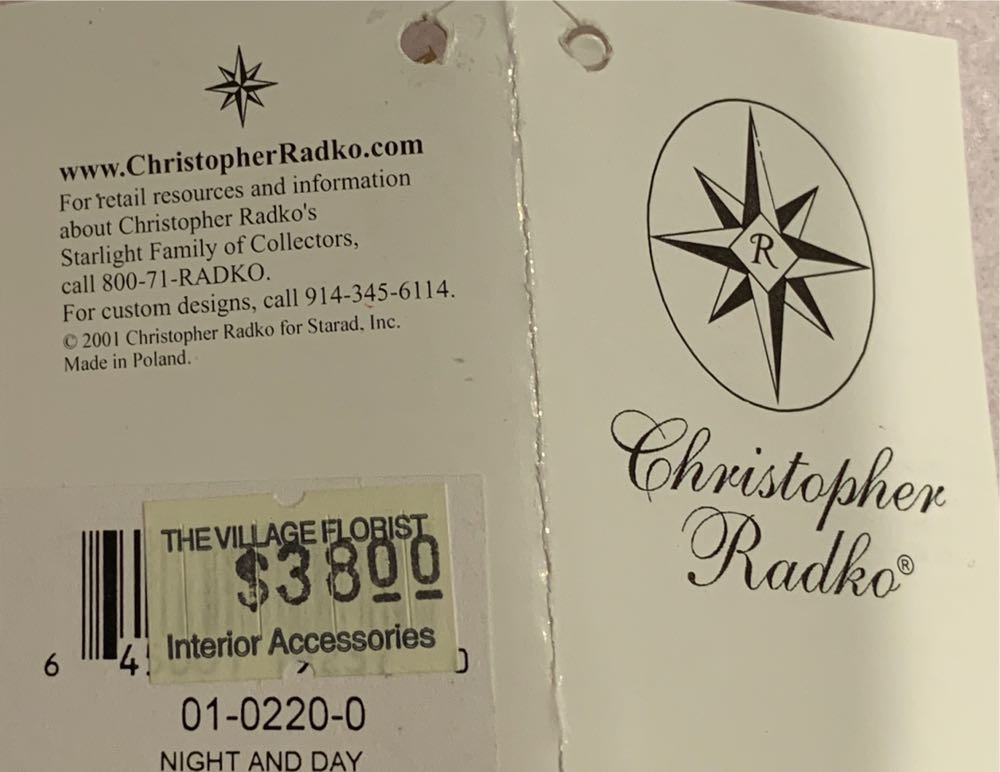 www.ChristopherRadko.com
For retail resources and information
about Christopher Radko's
Starlight Family of Collectors,
call 800-71-RADKO.
For custom designs, call 914-345-6114.
© 2001 Christopher Radko for Starad, Inc.
Made in Poland.
THE VILLAGE FLORIST
$3800
Interior Accessories
6 4
01-0220-0
NIGHT AND DAY
R
Christopher
Radko®